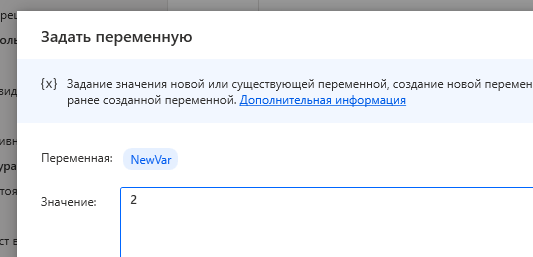 Задать переменную
{x} Задание значения новой или существующей переменной, создание новой
ранее созданной переменной. Дополнительная информация
Переменная: NewVar
Значение: 2